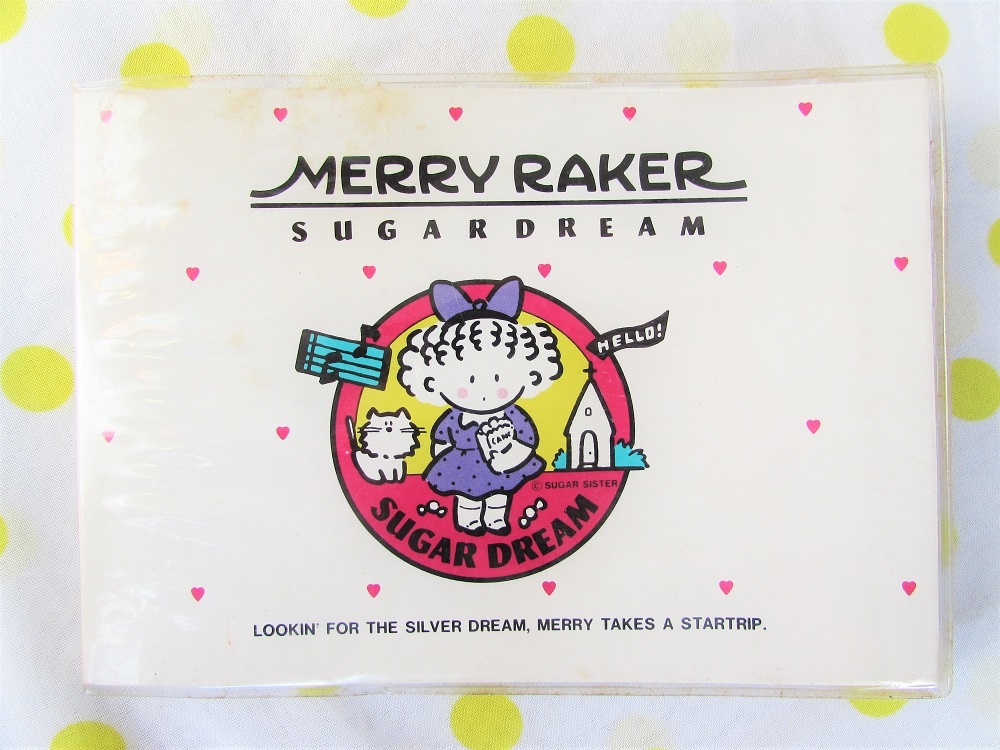 MERRY RAKER
SUGARDREAM
HELLO!
© SUGAR SISTER
SUGAR DREAM
LOOKIN' FOR THE SILVER DREAM, MERRY TAKES A STARTRIP.